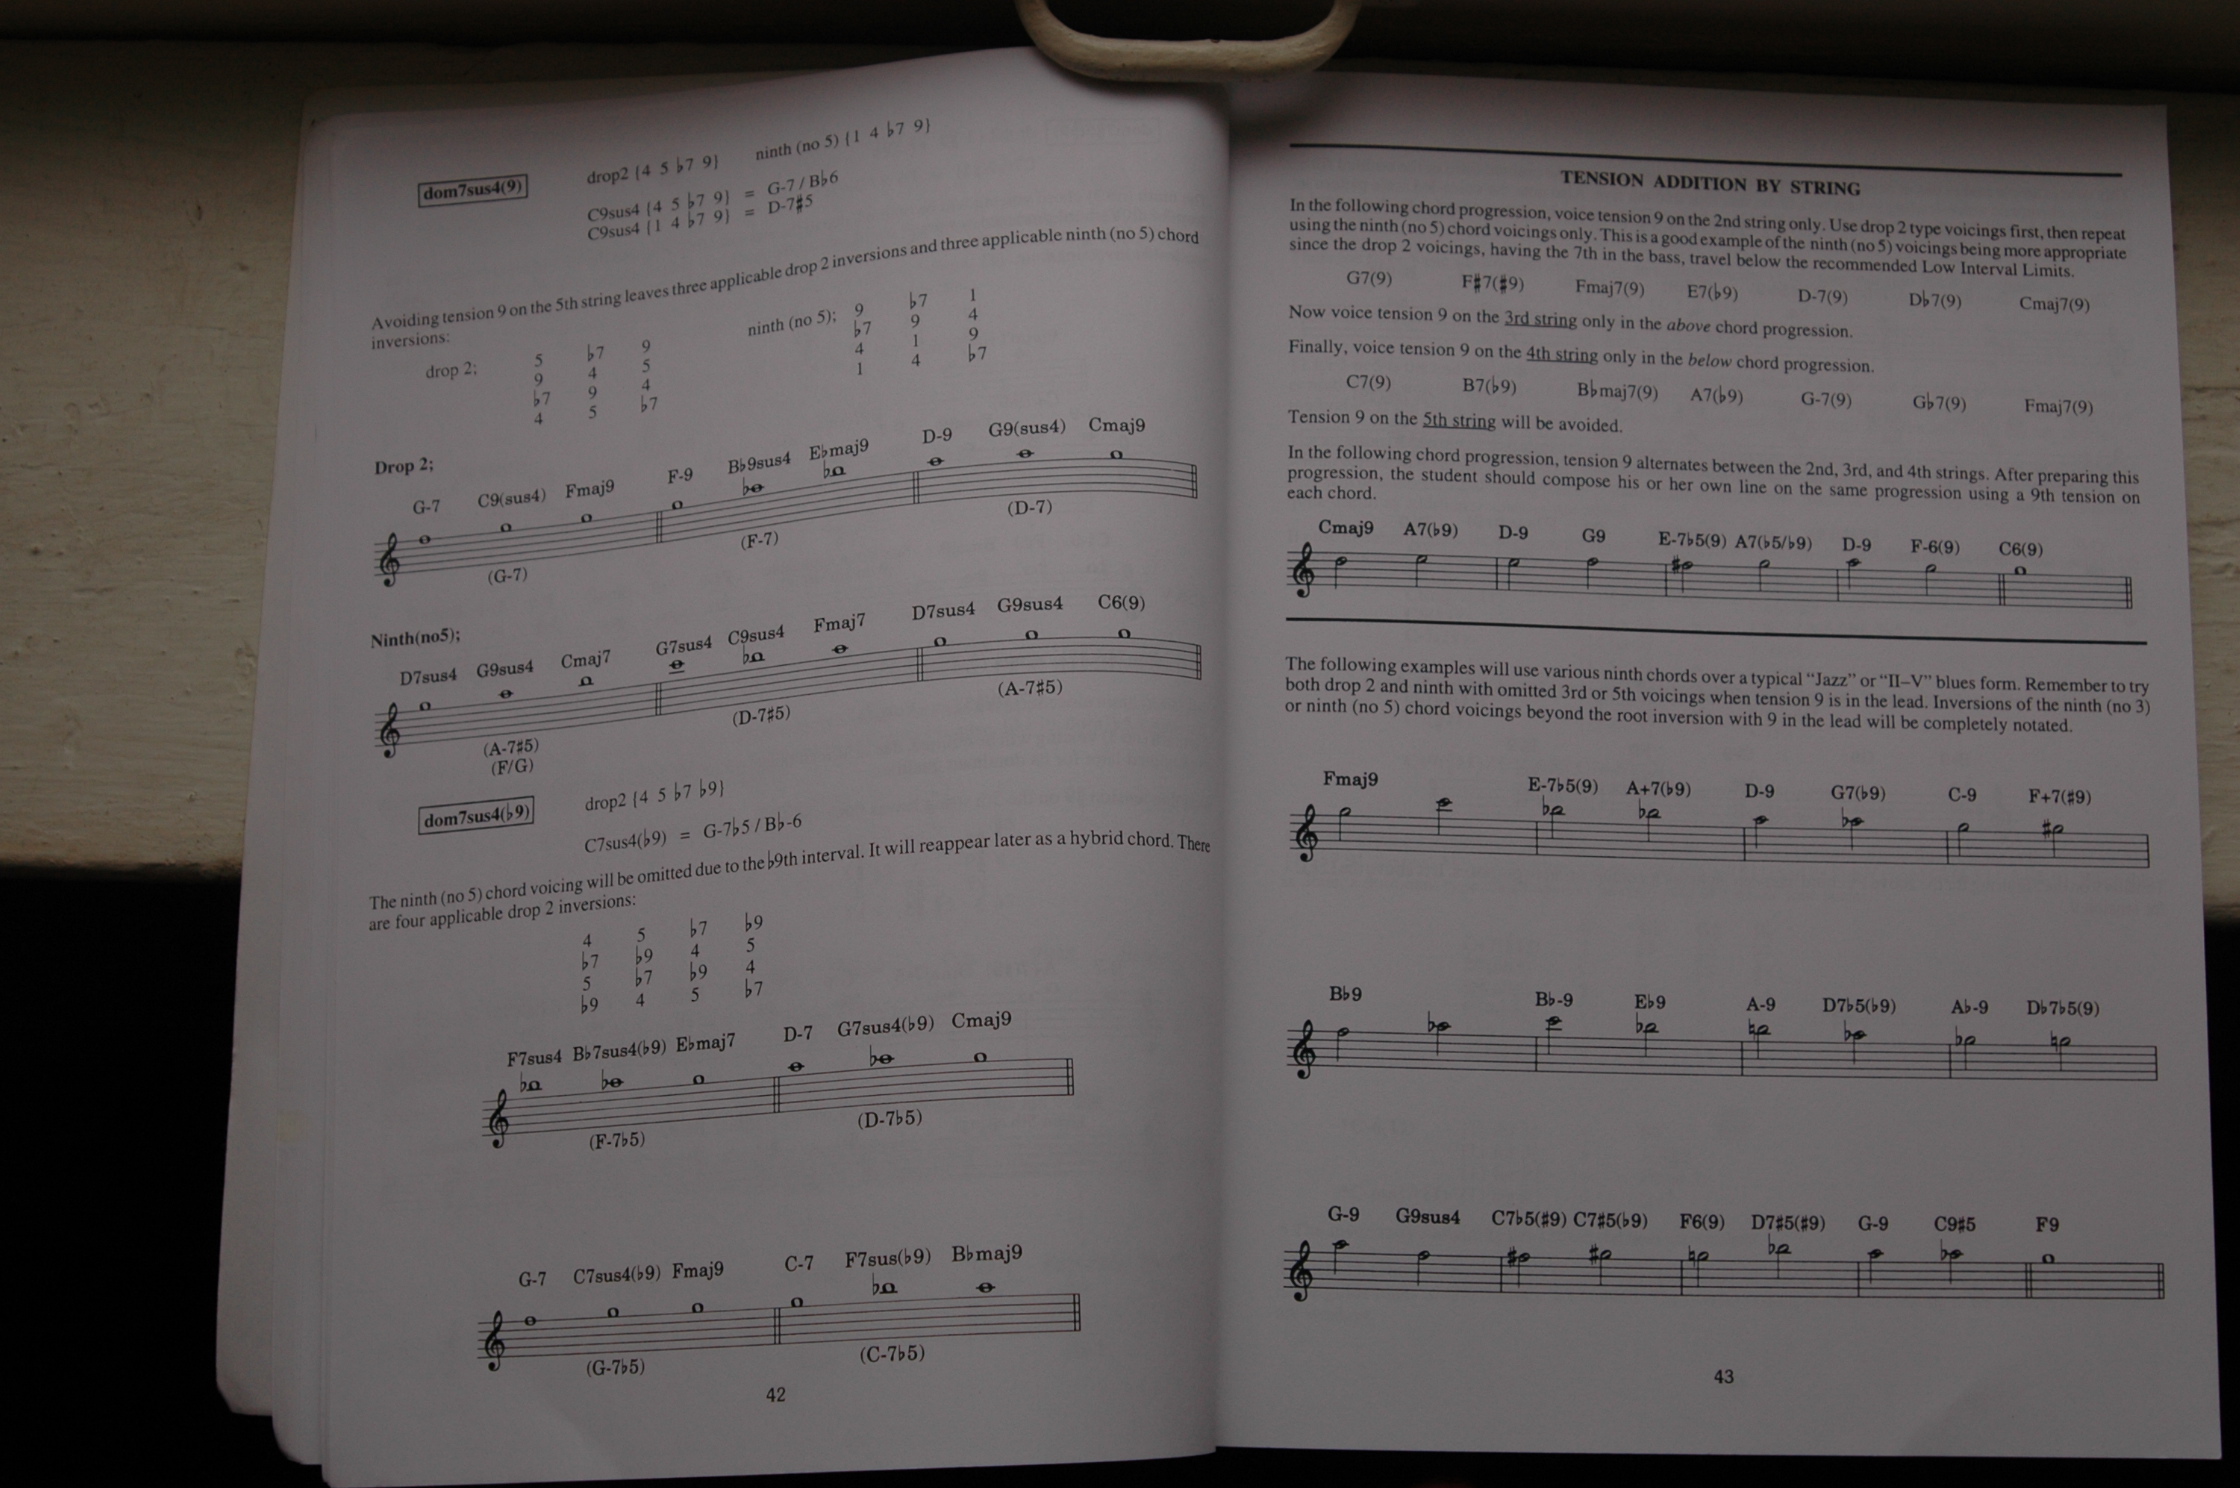 dom7sus4(9)
drop2 {4 5 ♭7 9}    ninth (no 5) {1 4 ♭7 9}
C9sus4 {4 5 ♭7 9} = G-7 / B♭6
C9sus4 {1 4 ♭7 9} = D-7♯5
Avoiding tension 9 on the 5th string leaves three applicable drop 2 inversions and three applicable ninth (no 5) chord
inversions:
drop 2;
5 ♭7 9
9 4 5
♭7 9 4
4 5 ♭7
ninth (no 5);
9 ♭7 1
♭7 9 4
4 1 9
1 4 ♭7
Drop 2;
G-7 C9(sus4) Fmaj9 F-9 B♭9sus4 E♭maj9 D-9 G9(sus4) Cmaj9
(G-7) (F-7) (D-7)
Ninth(no5);
D7sus4 G9sus4 Cmaj7 G7sus4 C9sus4 Fmaj7 D7sus4 G9sus4 C6(9)
(A-7♯5) (D-7♯5) (A-7♯5)
(F/G)
dom7sus4(♭9)
drop2 {4 5 ♭7 ♭9}
C7sus4(♭9) = G-7♭5 / B♭-6
The ninth (no 5) chord voicing will be omitted due to the ♭9th interval. It will reappear later as a hybrid chord. There
are four applicable drop 2 inversions:
4 5 ♭7 ♭9
♭7 ♭9 4 5
5 ♭7 ♭9 4
♭9 4 5 ♭7
F7sus4 B♭7sus4(♭9) E♭maj7 D-7 G7sus4(♭9) Cmaj9
(F-7♭5) (D-7♭5)
G-7 C7sus4(♭9) Fmaj9 C-7 F7sus(♭9) B♭maj9
(G-7♭5) (C-7♭5)
42
TENSION ADDITION BY STRING
In the following chord progression, voice tension 9 on the 2nd string only. Use drop 2 type voicings first, then repeat
using the ninth (no 5) chord voicings only. This is a good example of the ninth (no 5) voicings being more appropriate
since the drop 2 voicings, having the 7th in the bass, travel below the recommended Low Interval Limits.
G7(9) F♯7(♯9) Fmaj7(9) E7(♭9) D-7(9) D♭7(9) Cmaj7(9)
Now voice tension 9 on the 3rd string only in the above chord progression.
Finally, voice tension 9 on the 4th string only in the below chord progression.
C7(9) B7(♭9) B♭maj7(9) A7(♭9) G-7(9) G♭7(9) Fmaj7(9)
Tension 9 on the 5th string will be avoided.
In the following chord progression, tension 9 alternates between the 2nd, 3rd, and 4th strings. After preparing this
progression, the student should compose his or her own line on the same progression using a 9th tension on
each chord.
Cmaj9 A7(♭9) D-9 G9 E-7♭5(9) A7(♭5/♭9) D-9 F-6(9) C6(9)
The following examples will use various ninth chords over a typical “Jazz” or “II–V” blues form. Remember to try
both drop 2 and ninth with omitted 3rd or 5th voicings when tension 9 is in the lead. Inversions of the ninth (no 3)
or ninth (no 5) chord voicings beyond the root inversion with 9 in the lead will be completely notated.
Fmaj9 E-7♭5(9) A+7(♭9) D-9 G7(♭9) C-9 F+7(♯9)
B♭9 B♭-9 E♭9 A-9 D7♭5(♭9) A♭-9 D♭7♭5(9)
G-9 G9sus4 C7♭5(♯9) C7♯5(♭9) F6(9) D7♯5(♯9) G-9 C9♯5 F9
43